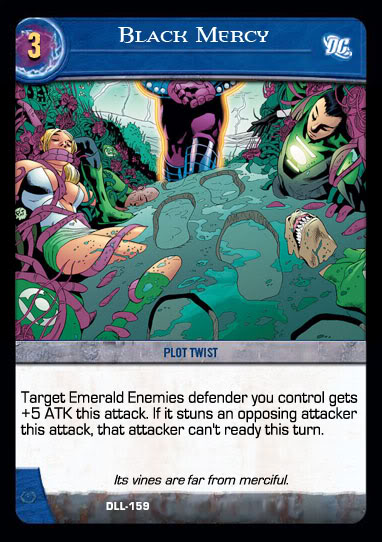 3
BLACK MERCY
DC
PLOT TWIST
Target Emerald Enemies defender you control gets
+5 ATK this attack. If it stuns an opposing attacker
this attack, that attacker can't ready this turn.
Its vines are far from merciful.
DLL-159